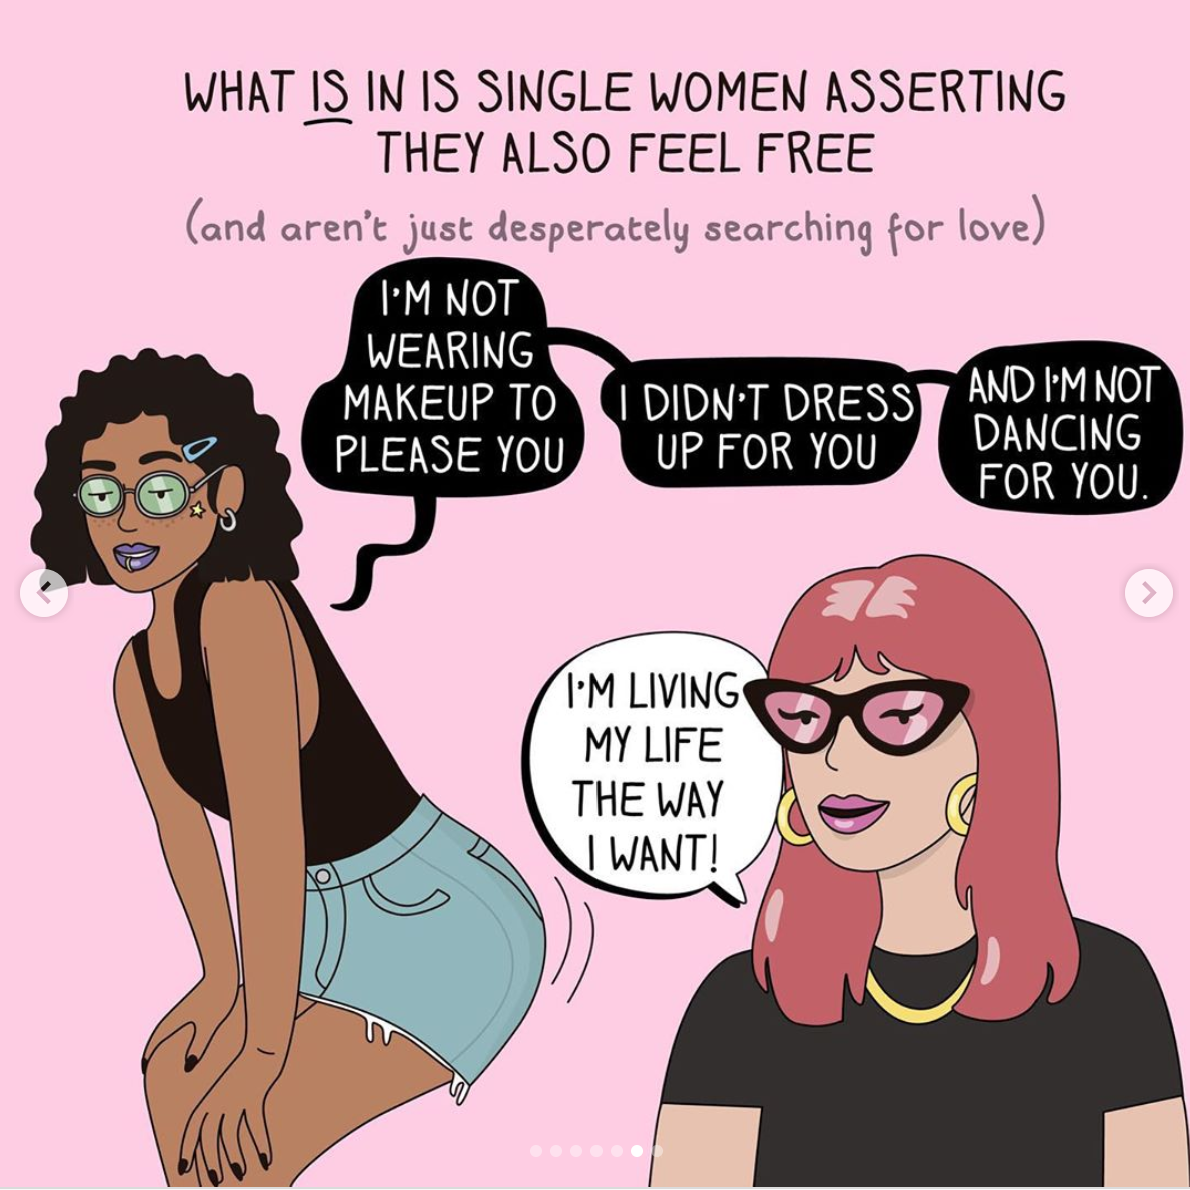 WHAT IS IN IS SINGLE WOMEN ASSERTING
THEY ALSO FEEL FREE
(and aren't just desperately searching for love)
I'M NOT
WEARING
MAKEUP TO
PLEASE YOU
I DIDN'T DRESS
UP FOR YOU
AND I'M NOT
DANCING
FOR YOU.
I'M LIVING
MY LIFE
THE WAY
I WANT!